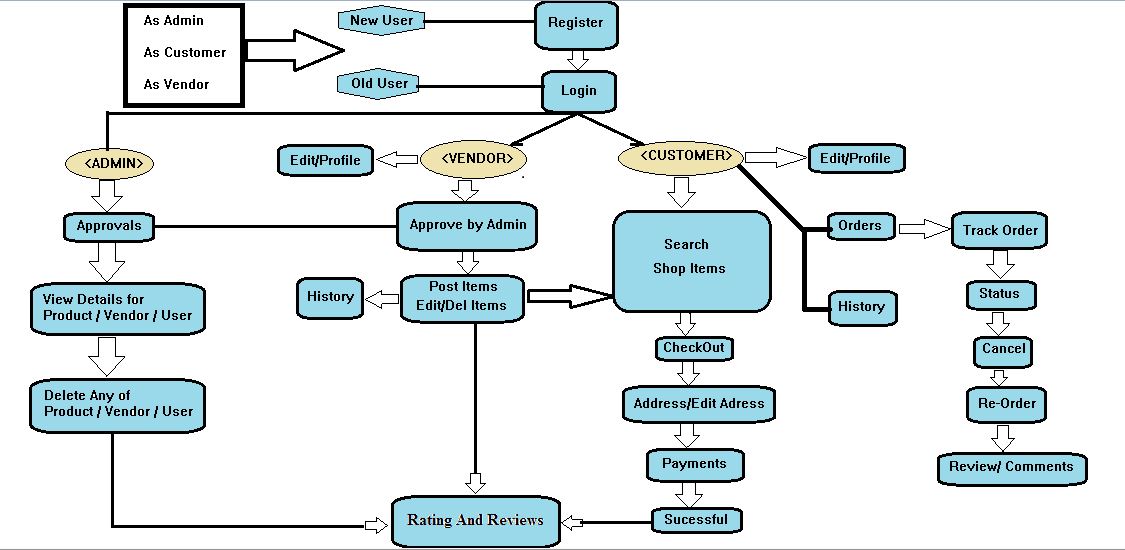 As Admin
As Customer
As Vendor
New User
Register
Old User
Login
<ADMIN>
Edit/Profile
<VENDOR>
<CUSTOMER>
Edit/Profile
Approvals
Approve by Admin
Search
Shop Items
Orders
Track Order
View Details for
Product / Vendor / User
History
Post Items
Edit/Del Items
History
Status
CheckOut
Cancel
Delete Any of
Product / Vendor / User
Address/Edit Adress
Re-Order
Payments
Review/ Comments
Rating And Reviews
Sucessful